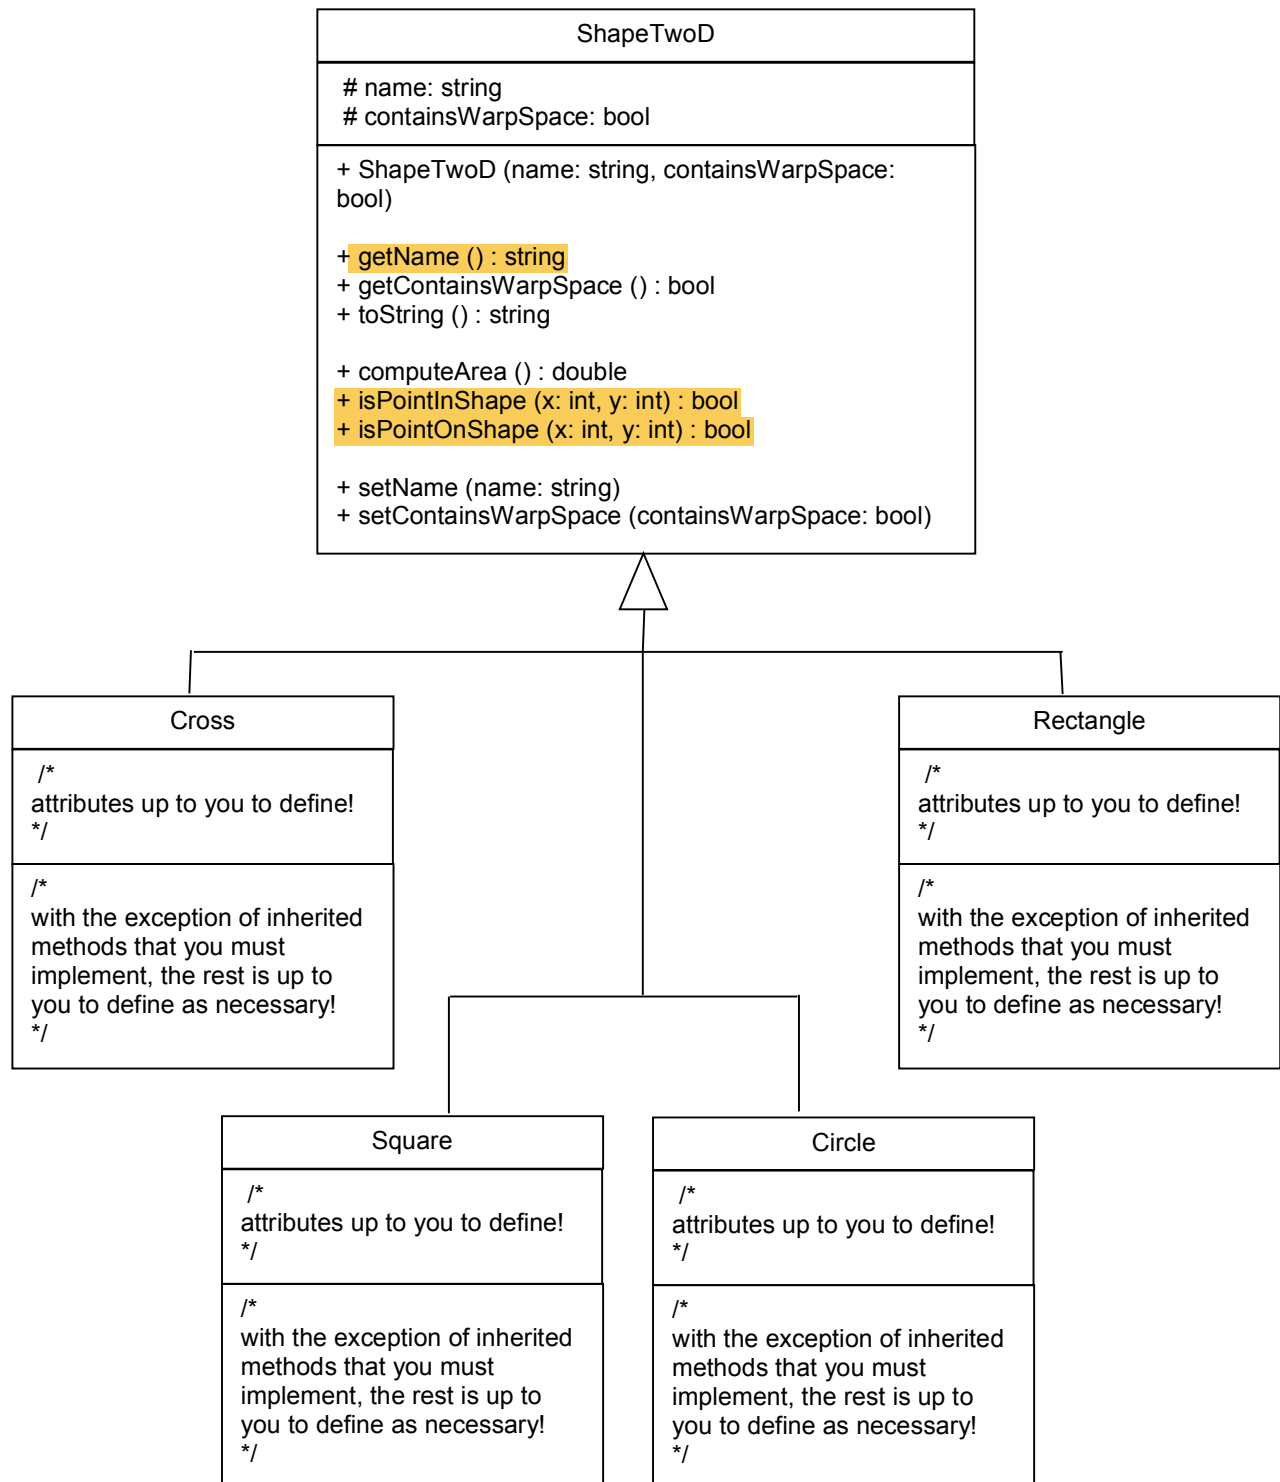 ShapeTwoD
# name: string
# containsWarpSpace: bool
+ ShapeTwoD (name: string, containsWarpSpace:
bool)
+ getName () : string
+ getContainsWarpSpace () : bool
+ toString () : string
+ computeArea () : double
+ isPointInShape (x: int, y: int) : bool
+ isPointOnShape (x: int, y: int) : bool
+ setName (name: string)
+ setContainsWarpSpace (containsWarpSpace: bool)
Cross
/*
attributes up to you to define!
*/
/*
with the exception of inherited
methods that you must
implement, the rest is up to
you to define as necessary!
*/
Rectangle
/*
attributes up to you to define!
*/
/*
with the exception of inherited
methods that you must
implement, the rest is up to
you to define as necessary!
*/
Square
/*
attributes up to you to define!
*/
/*
with the exception of inherited
methods that you must
implement, the rest is up to
you to define as necessary!
*/
Circle
/*
attributes up to you to define!
*/
/*
with the exception of inherited
methods that you must
implement, the rest is up to
you to define as necessary!
*/